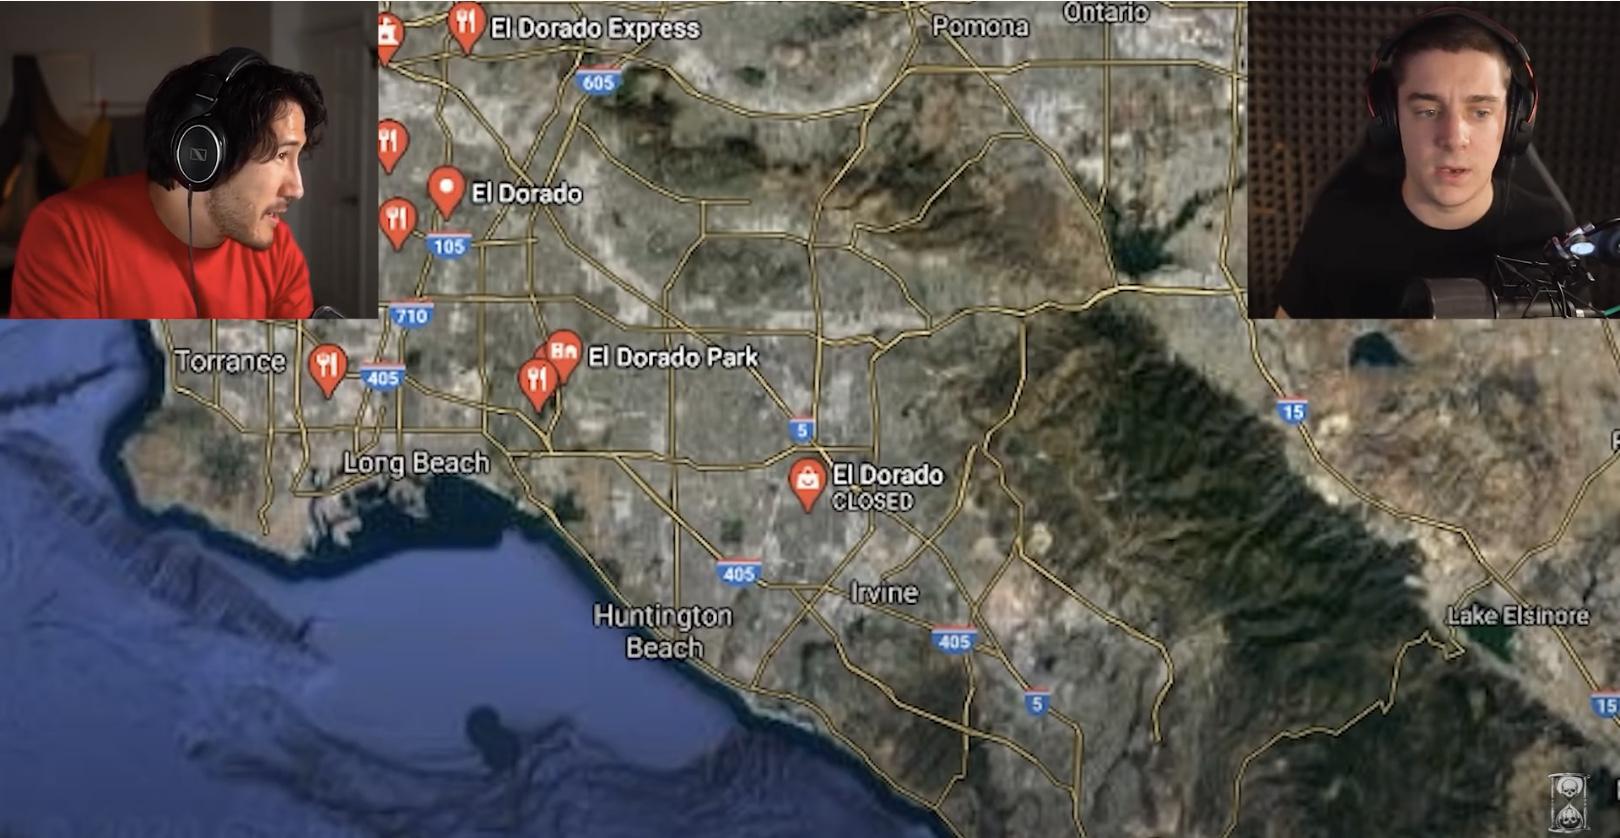 El Dorado Express
Pomona
Ontario
605
El Dorado
105
710
Torrance
405
El Dorado Park
15
5
Long Beach
El Dorado
CLOSED
405
Irvine
Huntington
Beach
405
Lake Elsinore
5
15